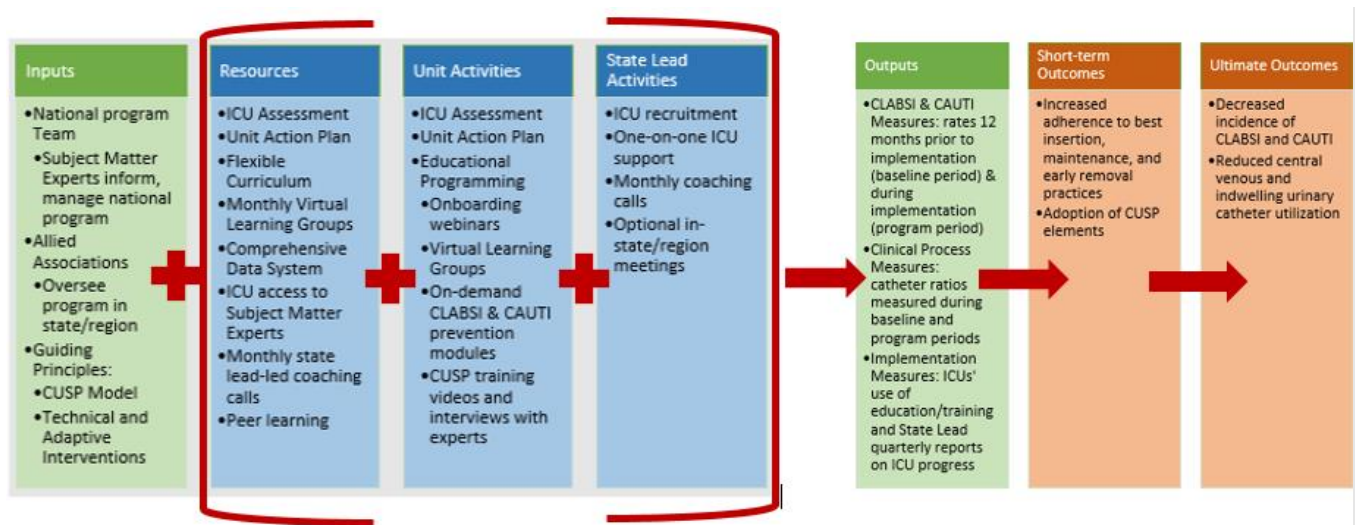 Inputs
•National program
Team
•Subject Matter
Experts inform,
manage national
program
•Allied
Associations
•Oversee
program in
state/region
•Guiding
Principles:
•CUSP Model
•Technical and
Adaptive
Interventions
Resources
•ICU Assessment
•Unit Action Plan
•Flexible
Curriculum
•Monthly Virtual
Learning Groups
•Comprehensive
Data System
•ICU access to
Subject Matter
Experts
•Monthly state
lead-led coaching
calls
•Peer learning
Unit Activities
•ICU Assessment
•Unit Action Plan
•Educational
Programming
•Onboarding
webinars
•Virtual Learning
Groups
•On-demand
CLABSI & CAUTI
prevention
modules
•CUSP training
videos and
interviews with
experts
State Lead
Activities
•ICU recruitment
•One-on-one ICU
support
•Monthly coaching
calls
•Optional in-
state/region
meetings
Outputs
•CLABSI & CAUTI
Measures: rates 12
months prior to
implementation
(baseline period) &
during
implementation
(program period)
•Clinical Process
Measures:
catheter ratios
measured during
baseline and
program periods
•Implementation
Measures: ICUs'
use of
education/training
and State Lead
quarterly reports
on ICU progress
Short-term
Outcomes
•Increased
adherence to best
insertion,
maintenance, and
early removal
practices
•Adoption of CUSP
elements
Ultimate Outcomes
•Decreased
incidence of
CLABSI and CAUTI
•Reduced central
venous and
indwelling urinary
catheter utilization